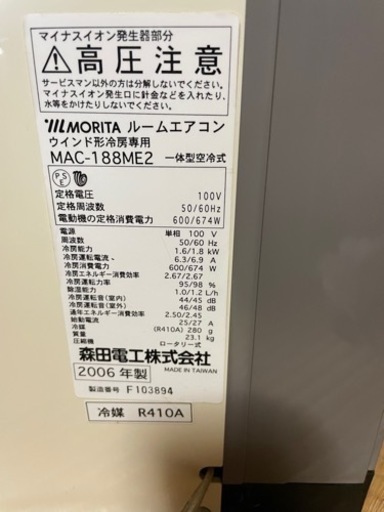 マイナスイオン発生器部分
高圧注意
サービスマン以外の方は分解しないでください。
マイナスイオン発生口に針金などを入れたり、
水等をかけたりしないでください。
MORITA ルームエアコン
ウインド形冷房専用
MAC-188ME2 一体型空冷式
PSE
定格電圧 100V
定格周波数 50/60Hz
電動機の定格消費電力 600/674W
電源 単相 100 V
周波数 50/60 Hz
冷房能力 1.6/1.8 kW
冷房運転電流 6.3/6.9 A
冷房消費電力 600/674 W
冷房エネルギー消費効率 2.67/2.67
冷房運転力率 95/98 %
除湿能力 1.0/1.2 L/h
冷房運転音(室内) 44/45 dB
冷房運転音(室外) 46/48 dB
通年エネルギー消費効率 2.50/2.45
始動電流 25/27 A
冷媒 (R410A) 280 g
質量 23.1 kg
圧縮機 ロータリー式
森田電工株式会社
2006年製 MADE IN TAIWAN
製造番号 F103894
冷媒 R410A